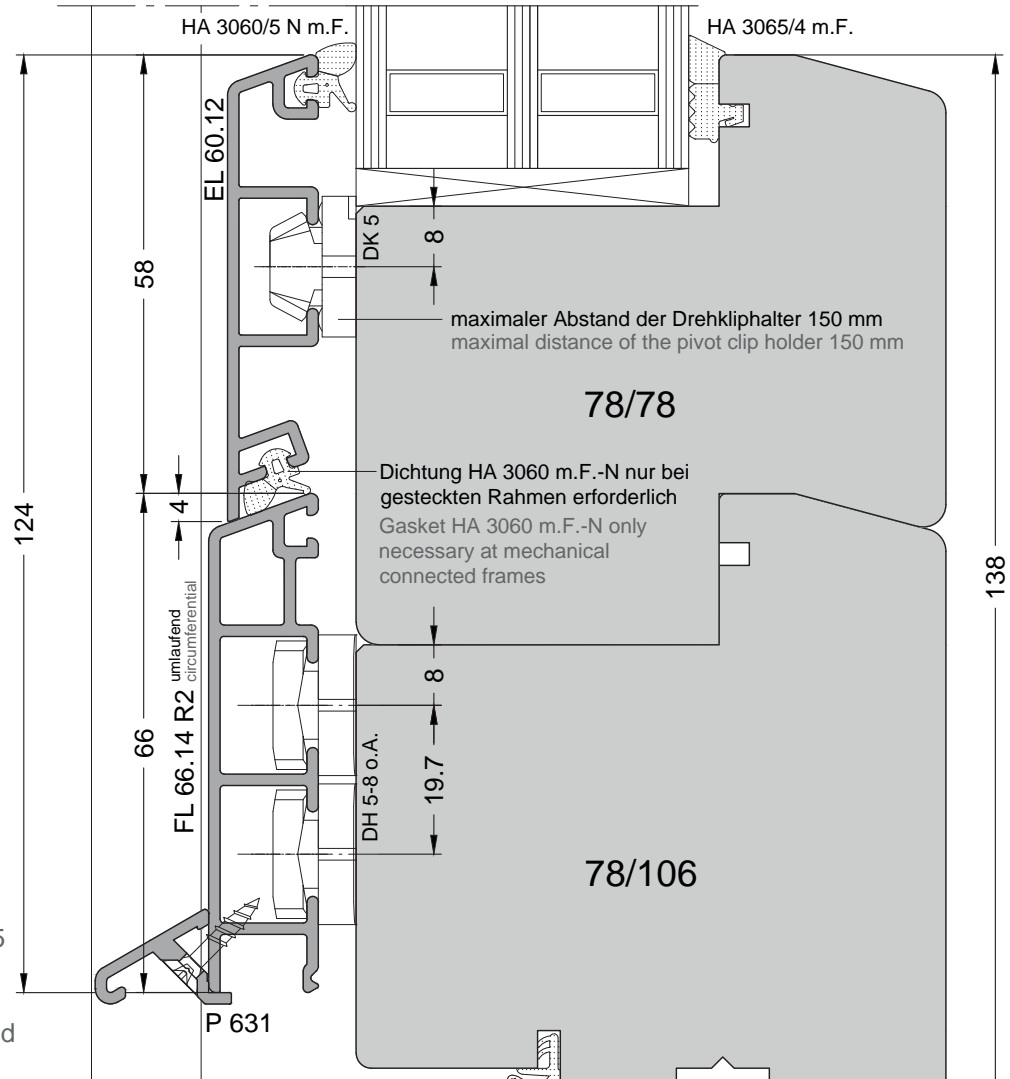 HA 3060/5 N m.F.
HA 3065/4 m.F.
EL 60.12
DK 5
8
58
maximaler Abstand der Drehkliphalter 150 mm
maximal distance of the pivot clip holder 150 mm
78/78
Dichtung HA 3060 m.F.-N nur bei
gesteckten Rahmen erforderlich
Gasket HA 3060 m.F.-N only
necessary at mechanical
connected frames
4
124
138
FL 66.14 R2
umlaufend
circumferential
66
8
19.7
DH 5-8 o.A.
78/106
5
d
P 631